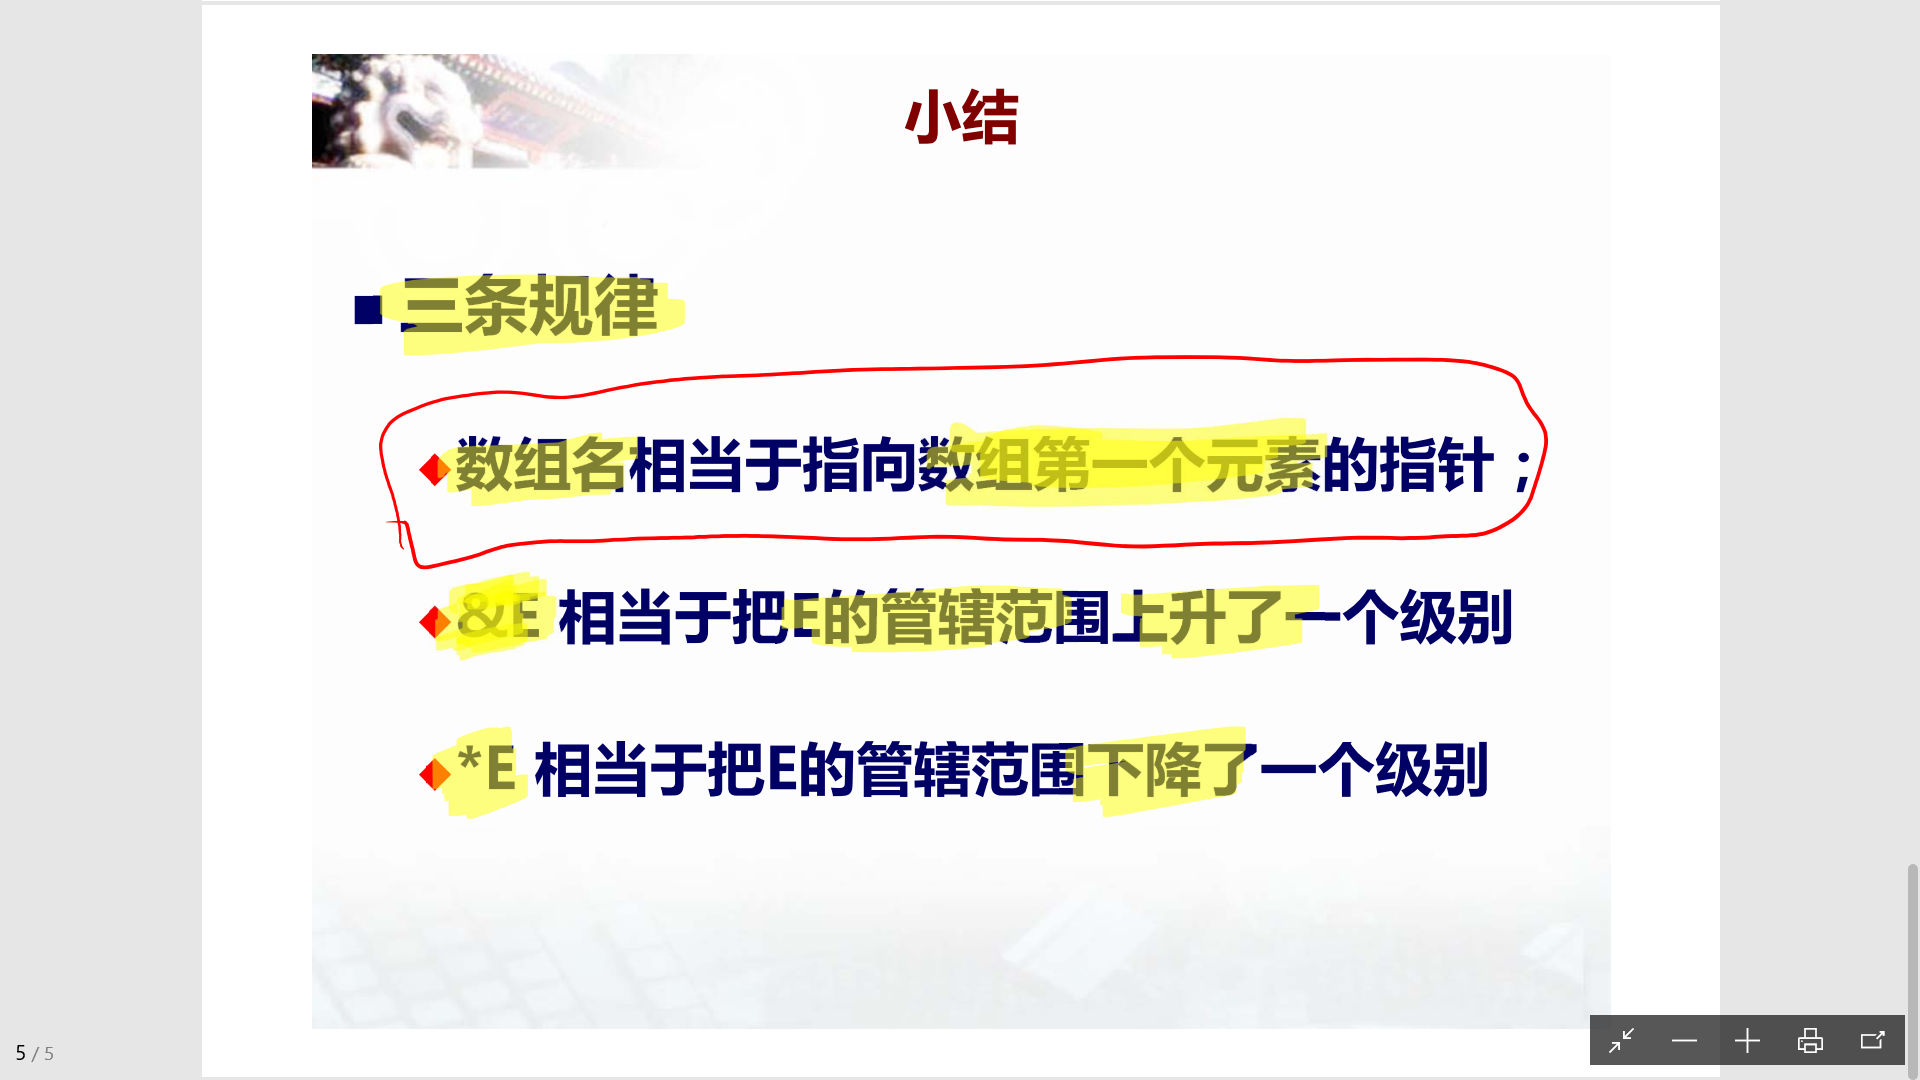 小结
三条规律
数组名相当于指向数组第一个元素的指针；
&E 相当于把E的管辖范围上升了一个级别
*E 相当于把E的管辖范围下降了一个级别
5 / 5